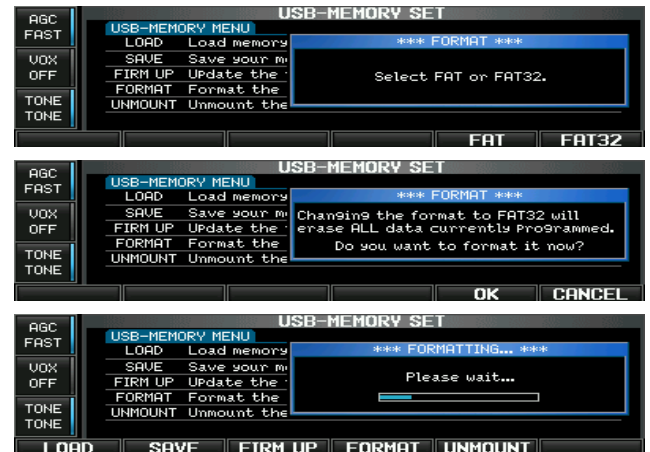 USB-MEMORY SET
AGC
FAST
USB-MEMORY MENU
LOAD Load memory
*** FORMAT ***
VOX
OFF
SAVE Save your m
FIRM UP UPdate the
Select FAT or FAT32.
FORMAT Format the
TONE
TONE
UNMOUNT Unmount the
FAT FAT32
USB-MEMORY SET
AGC
FAST
USB-MEMORY MENU
LOAD Load memory
*** FORMAT ***
VOX
OFF
SAVE Save your m
FIRM UP UPdate the
Changing the format to FAT32 will
erase ALL data currently Programmed.
FORMAT Format the
Do you want to format it now?
TONE
TONE
UNMOUNT Unmount the
OK CANCEL
USB-MEMORY SET
AGC
FAST
USB-MEMORY MENU
LOAD Load memory
*** FORMATTING... ***
VOX
OFF
SAVE Save your m
FIRM UP UPdate the
Please wait...
FORMAT Format the
TONE
TONE
UNMOUNT Unmount the
LOAD SAVE FIRM UP FORMAT UNMOUNT